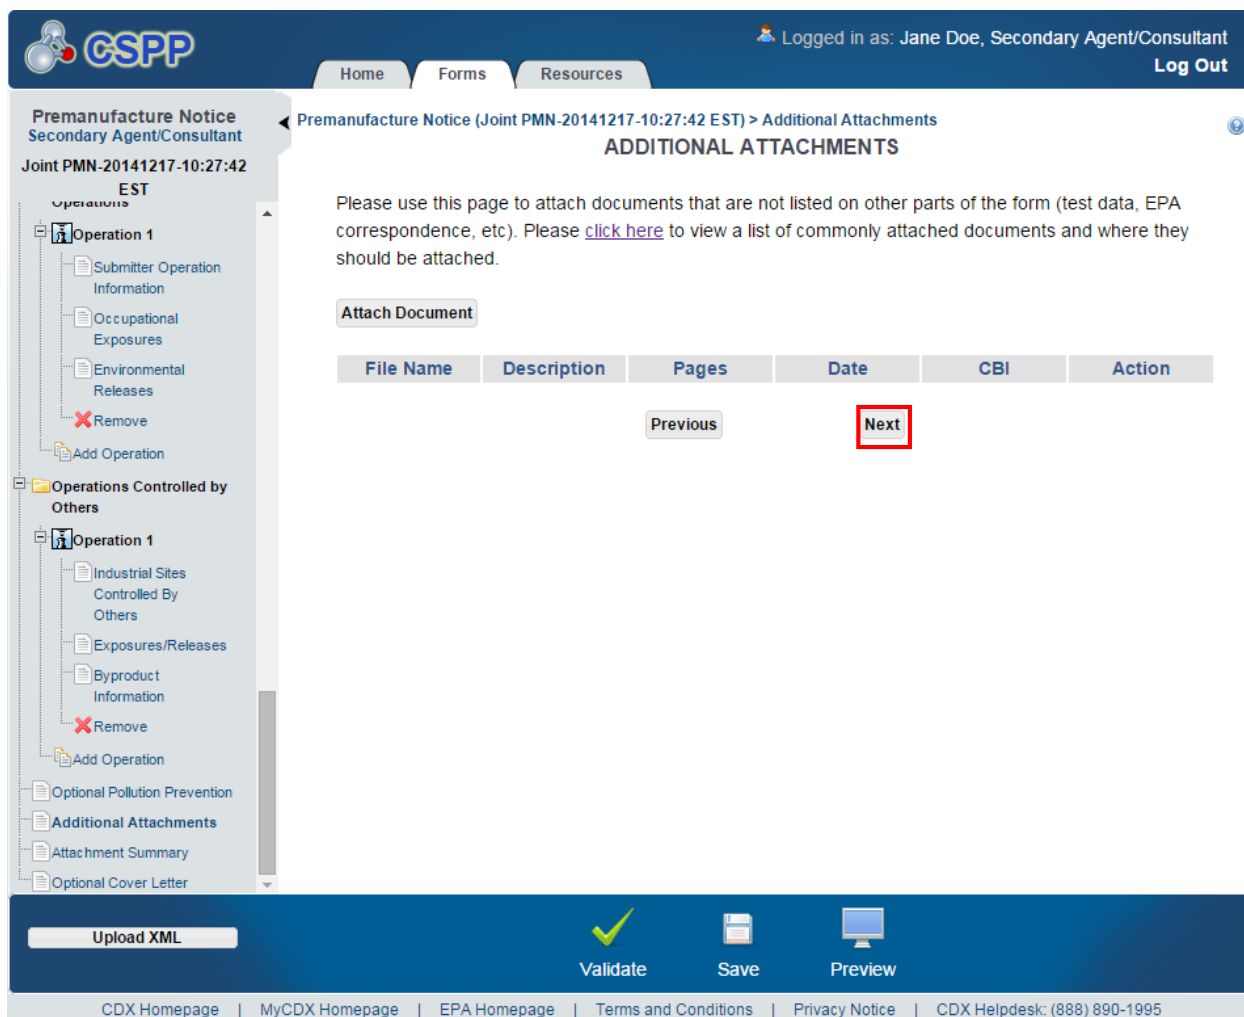 CSPP
Logged in as: Jane Doe, Secondary Agent/Consultant
Log Out
Home
Forms
Resources
Premanufacture Notice
Secondary Agent/Consultant
Joint PMN-20141217-10:27:42
EST
Operations
Operation 1
Submitter Operation
Information
Occupational
Exposures
Environmental
Releases
Remove
Add Operation
Operations Controlled by
Others
Operation 1
Industrial Sites
Controlled By
Others
Exposures/Releases
Byproduct
Information
Remove
Add Operation
Optional Pollution Prevention
Additional Attachments
Attachment Summary
Optional Cover Letter
Premanufacture Notice (Joint PMN-20141217-10:27:42 EST) > Additional Attachments
ADDITIONAL ATTACHMENTS
Please use this page to attach documents that are not listed on other parts of the form (test data, EPA
correspondence, etc). Please click here to view a list of commonly attached documents and where they
should be attached.
Attach Document
File Name Description Pages Date CBI Action
Previous Next
Upload XML
Validate Save Preview
CDX Homepage | MyCDX Homepage | EPA Homepage | Terms and Conditions | Privacy Notice | CDX Helpdesk: (888) 890-1995